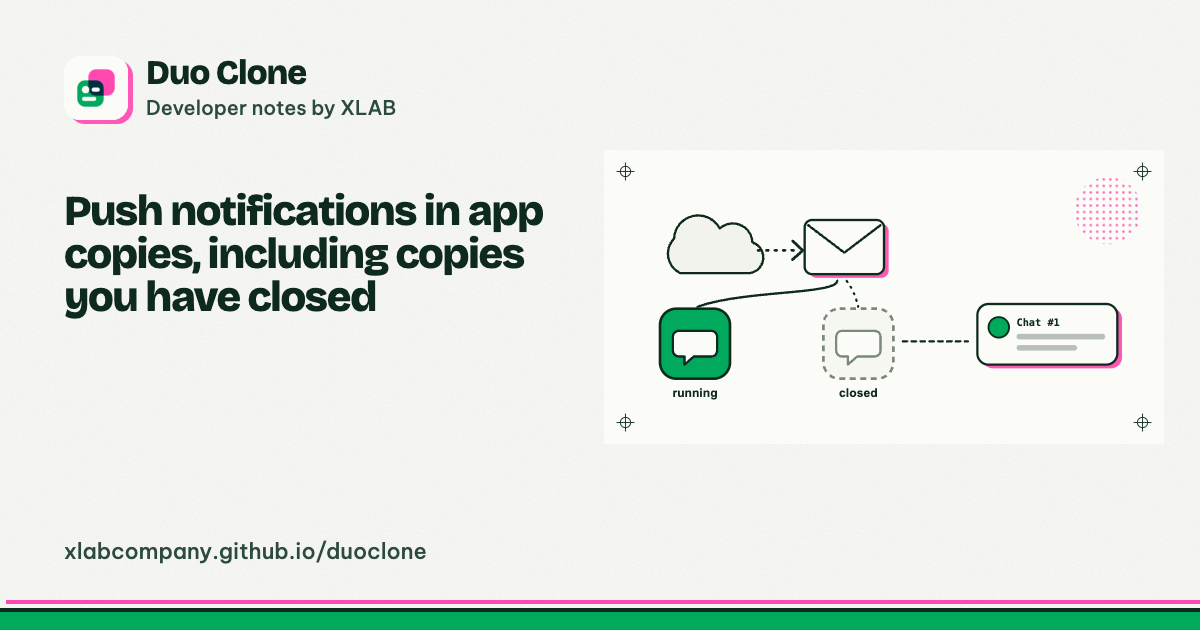 Duo Clone
Developer notes by XLAB
Push notifications in app
copies, including copies
you have closed
Chat #1
running
closed
xlabcompany.github.io/duoclone